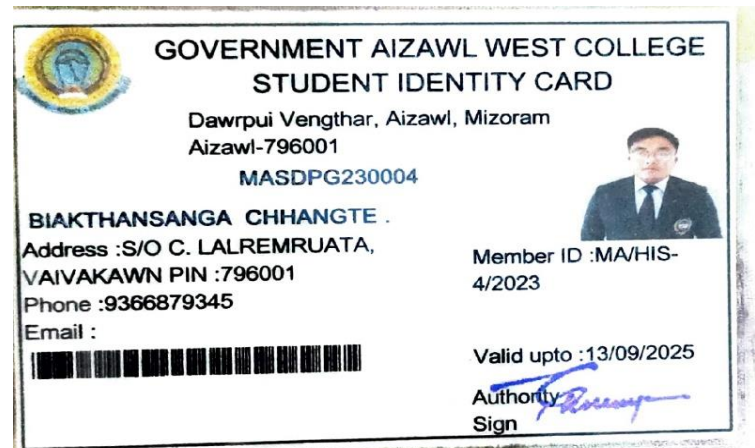 GOVERNMENT AIZAWL WEST COLLEGE
STUDENT IDENTITY CARD
Dawrpui Vengthar, Aizawl, Mizoram
Aizawl-796001
MASDPG230004
BIAKTHANSANGA CHHANGTE .
Address :S/O C. LALREMRUATA,
VAIVAKAWN PIN :796001
Phone :9366879345
Email :
Member ID :MA/HIS-
4/2023
Valid upto :13/09/2025
Authority
Sign